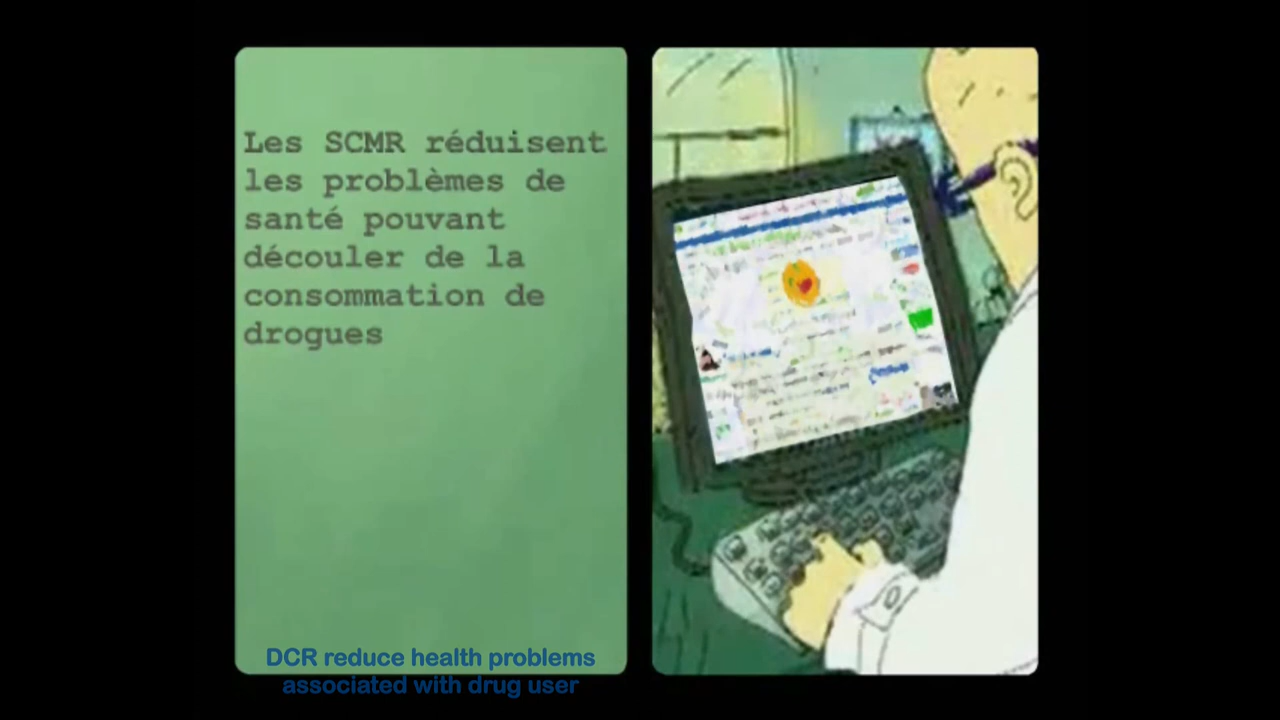 Les SCMR réduisent
les problèmes de
santé pouvant
découler de la
consommation de
drogues
DCR reduce health problems
associated with drug user